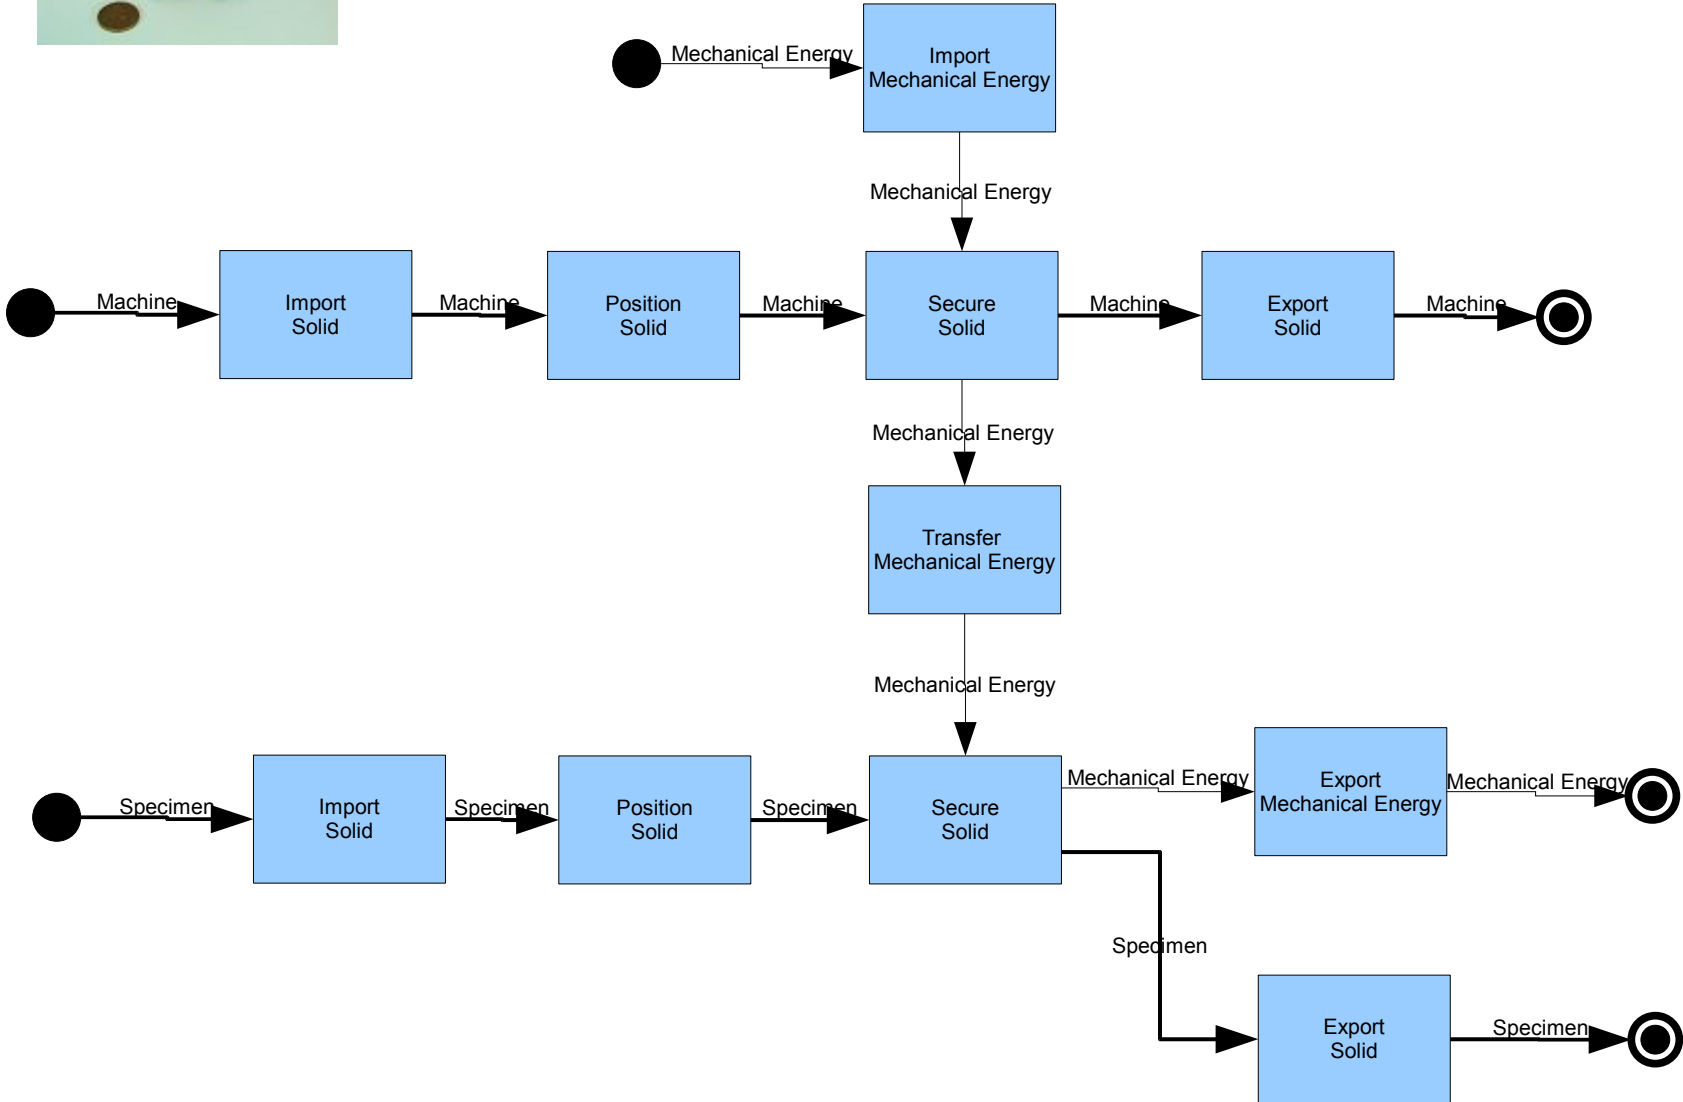 Mechanical Energy
Import
Mechanical Energy
Mechanical Energy
Machine
Import
Solid
Machine
Position
Solid
Machine
Secure
Solid
Machine
Export
Solid
Machine
Mechanical Energy
Transfer
Mechanical Energy
Mechanical Energy
Specimen
Import
Solid
Specimen
Position
Solid
Specimen
Secure
Solid
Mechanical Energy
Export
Mechanical Energy
Mechanical Energy
Specimen
Export
Solid
Specimen